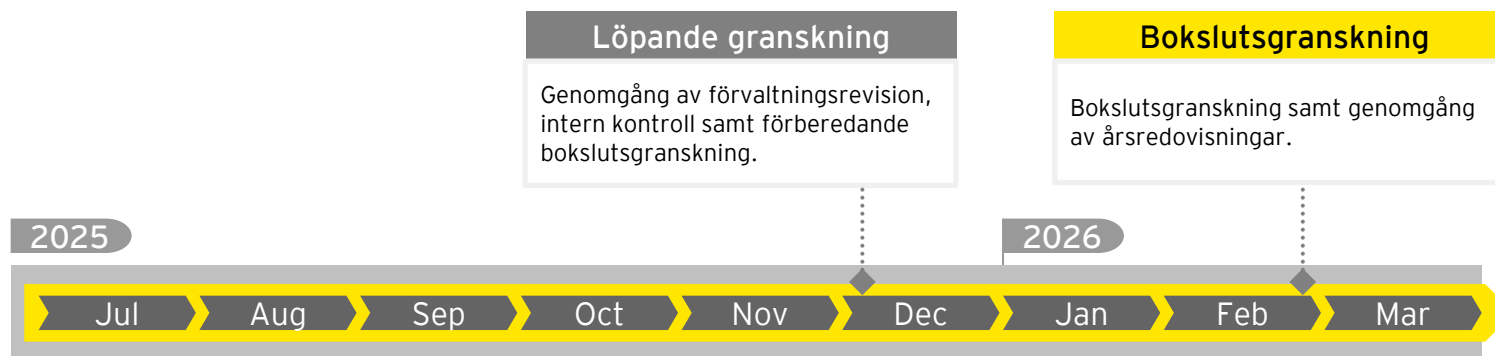 Löpande granskning
Genomgång av förvaltningsrevision,
intern kontroll samt förberedande
bokslutsgranskning.
Bokslutsgranskning
Bokslutsgranskning samt genomgång
av årsredovisningar.
2025
2026
Jul Aug Sep Oct Nov Dec Jan Feb Mar